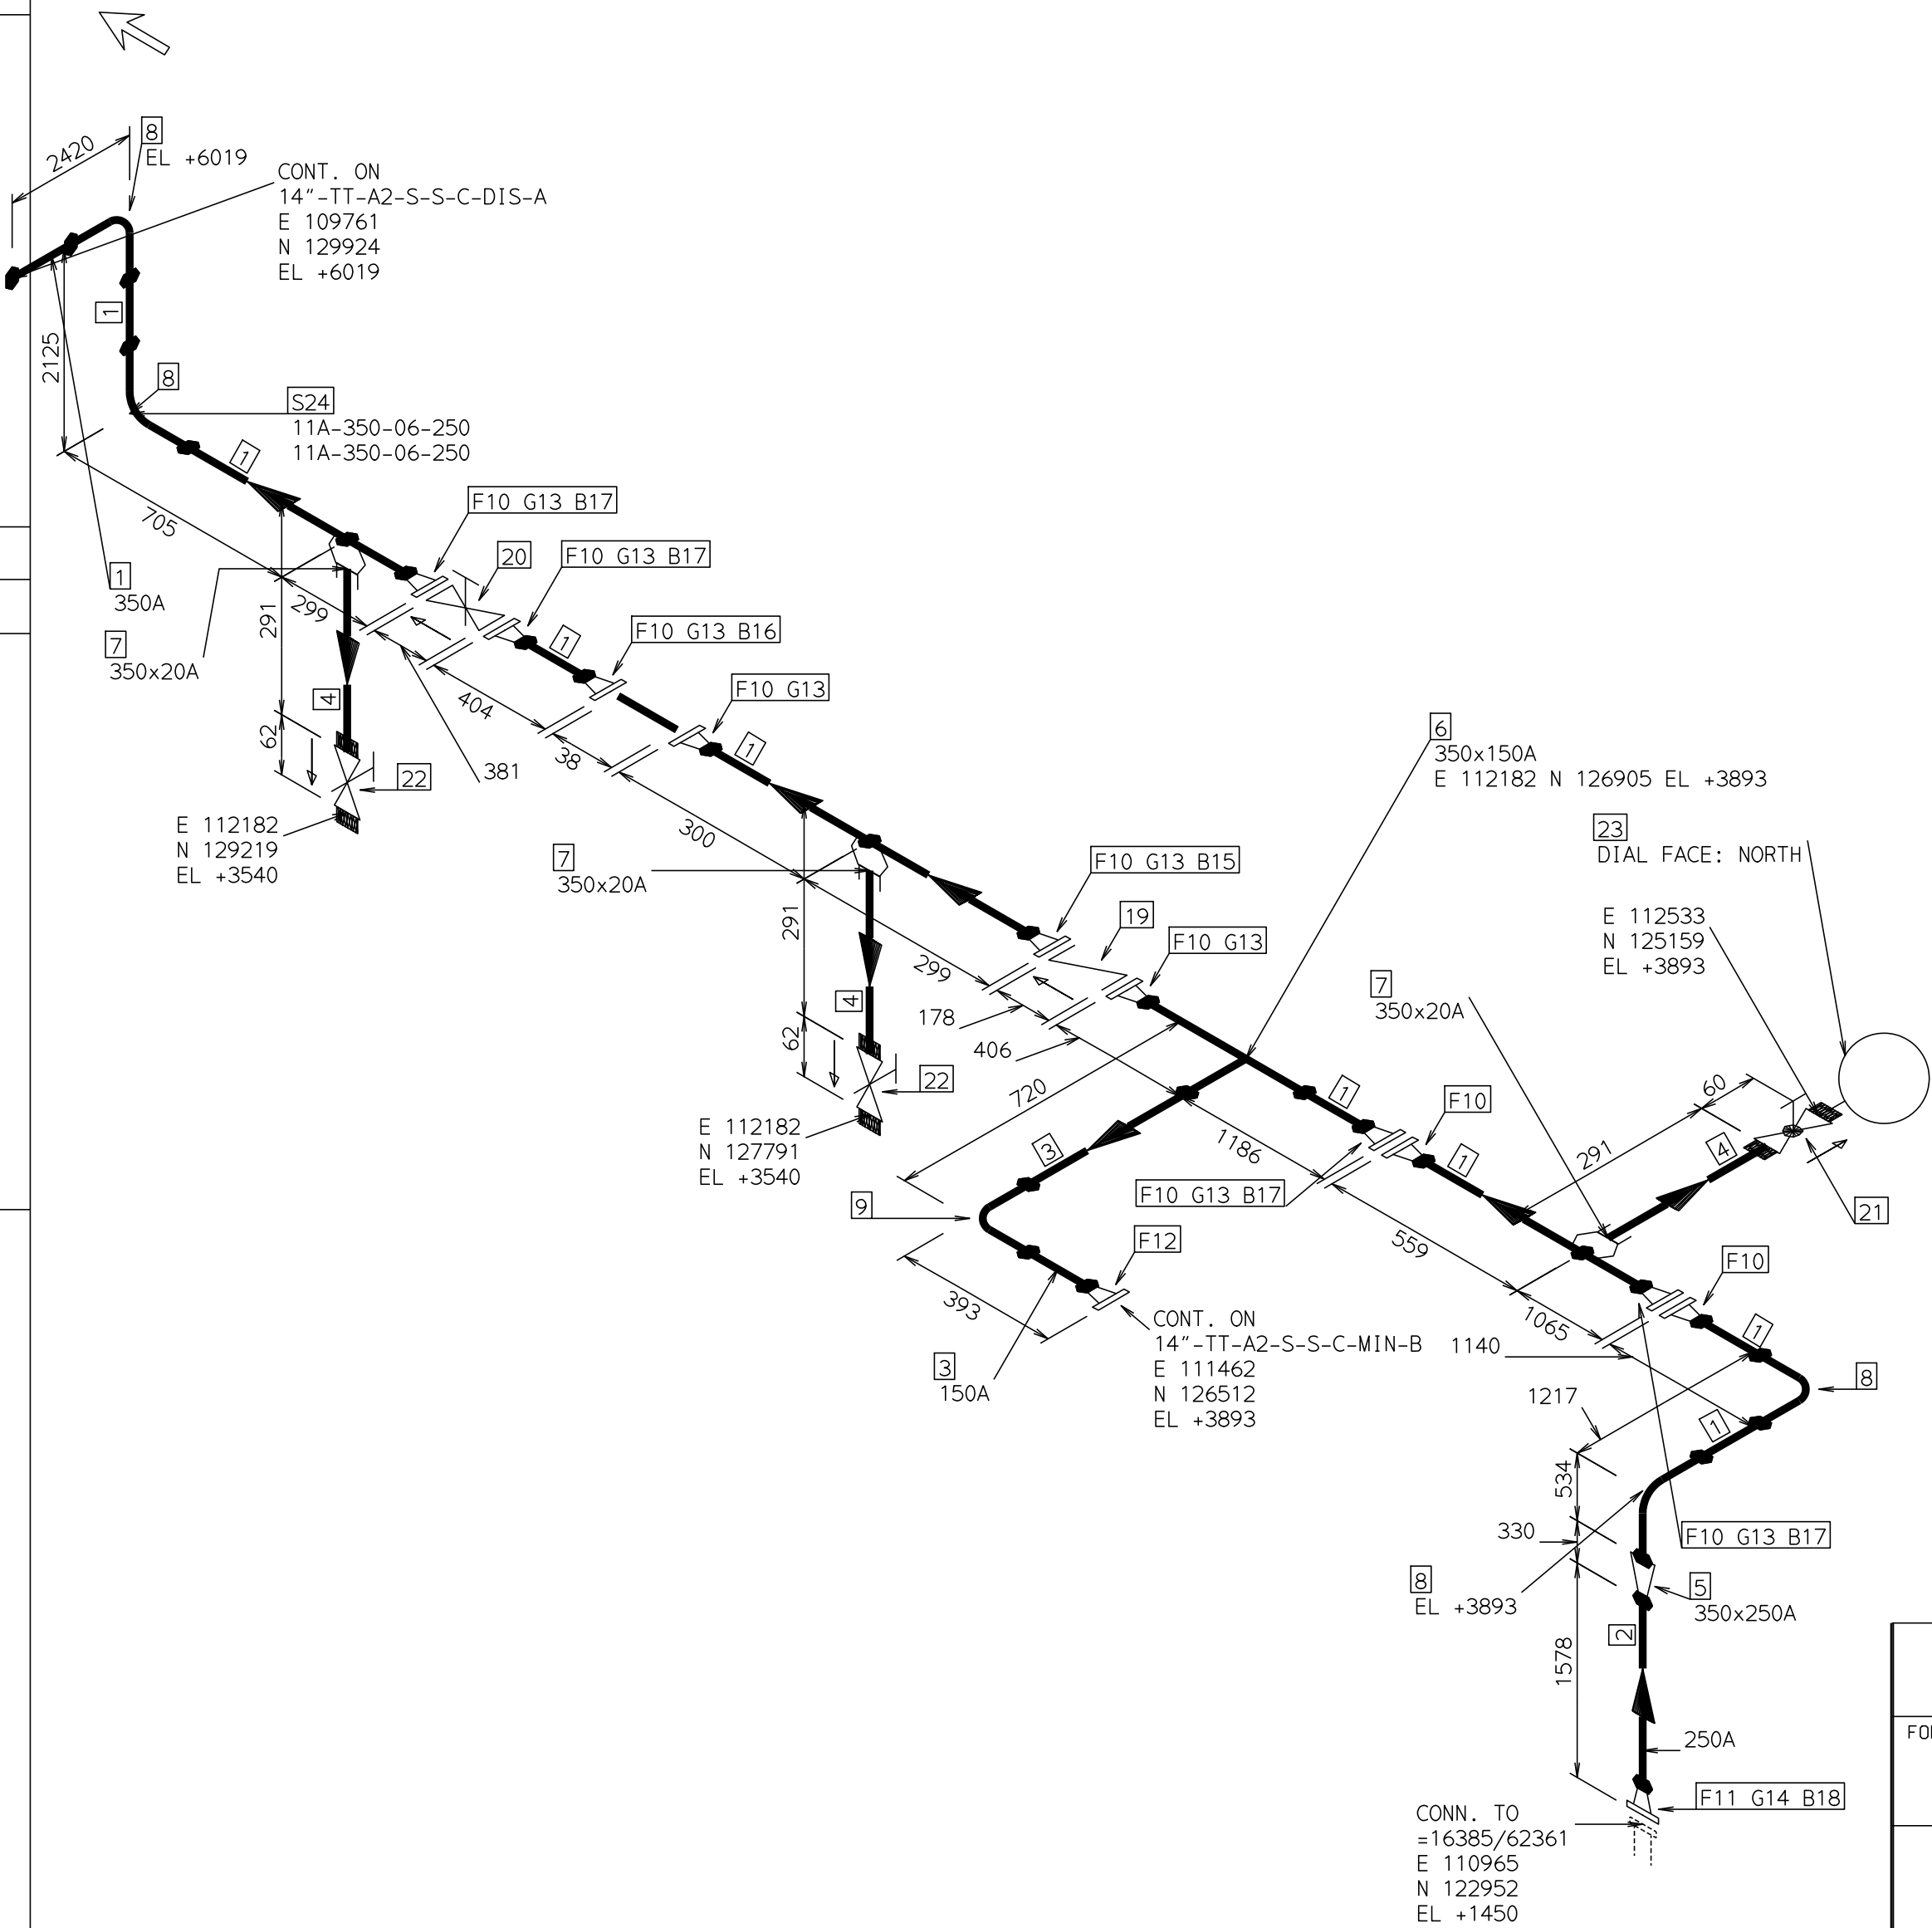 2420
8
EL +6019
CONT. ON
14"-TT-A2-S-S-C-DIS-A
E 109761
N 129924
EL +6019
1
2125
8
S24
11A-350-06-250
11A-350-06-250
1
705
F10 G13 B17
20
F10 G13 B17
1
350A
7
350x20A
291
299
1
F10 G13 B16
F10 G13
4
62
404
38
381
1
22
E 112182
N 129219
EL +3540
6
350x150A
E 112182 N 126905 EL +3893
300
7
350x20A
F10 G13 B15
19
F10 G13
23
DIAL FACE: NORTH
E 112533
N 125159
EL +3893
291
299
4
178
406
62
22
7
350x20A
720
1
F10
60
E 112182
N 127791
EL +3540
1186
1
291
4
3
9
F10 G13 B17
21
559
F12
F10
393
1065
1
CONT. ON
14"-TT-A2-S-S-C-MIN-B
E 111462
N 126512
EL +3893
1140
3
150A
8
1217
1
534
330
F10 G13 B17
8
EL +3893
5
350x250A
2
1578
250A
FO
F11 G14 B18
CONN. TO
=16385/62361
E 110965
N 122952
EL +1450